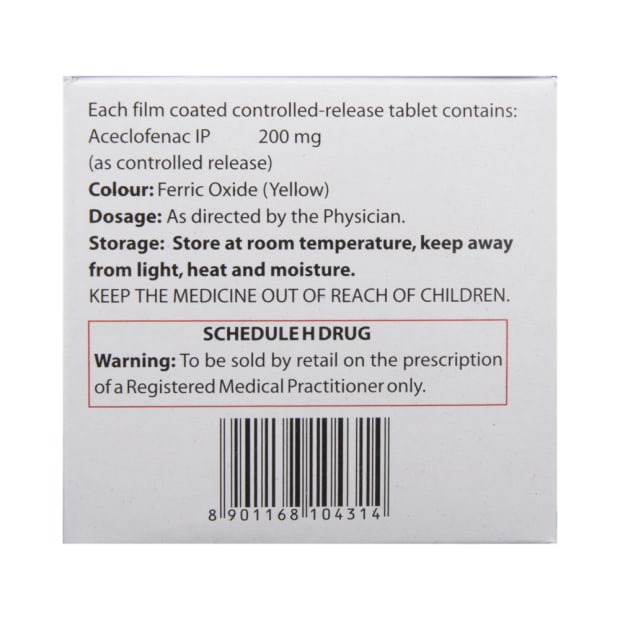 Each film coated controlled-release tablet contains:
Aceclofenac IP 200 mg
(as controlled release)
Colour: Ferric Oxide (Yellow)
Dosage: As directed by the Physician.
Storage: Store at room temperature, keep away
from light, heat and moisture.
KEEP THE MEDICINE OUT OF REACH OF CHILDREN.
SCHEDULE H DRUG
Warning: To be sold by retail on the prescription
of a Registered Medical Practitioner only.
8 901168 104314